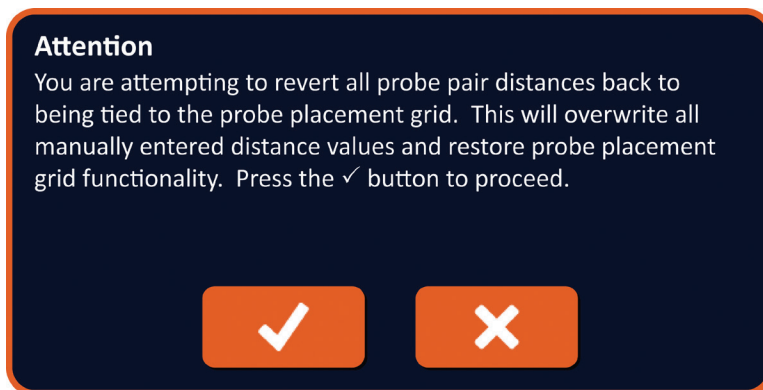 Attention
You are attempting to revert all probe pair distances back to
being tied to the probe placement grid.  This will overwrite all
manually entered distance values and restore probe placement
grid functionality.  Press the ✓ button to proceed.